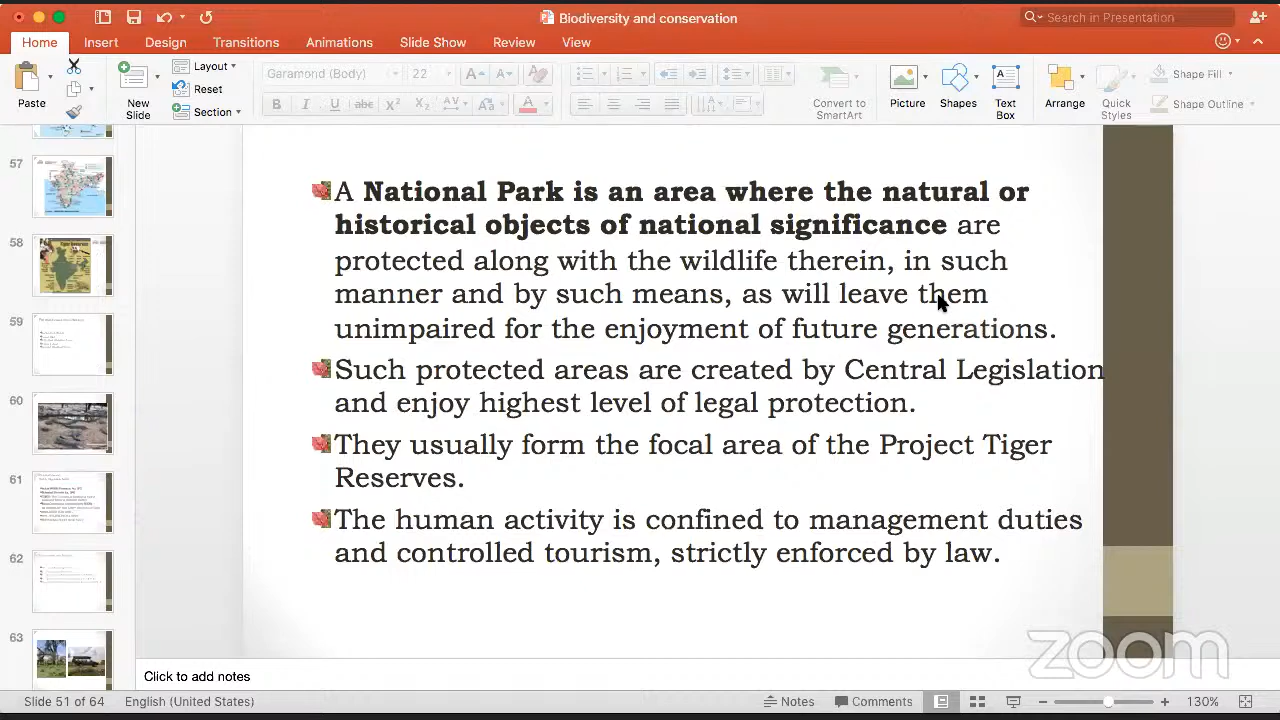 Biodiversity and conservation
Search in Presentation
Home Insert Design Transitions Animations Slide Show Review View
Paste
New
Slide
Layout
Reset
Section
Garamond (Body) 22
B I U abc X² X₂ AV
Convert to
SmartArt
Picture
Shapes
Text
Box
Arrange
Quick
Styles
Shape Fill
Shape Outline
57
58
59
60
61
62
63
A National Park is an area where the natural or
historical objects of national significance are
protected along with the wildlife therein, in such
manner and by such means, as will leave them
unimpaired for the enjoyment of future generations.
Such protected areas are created by Central Legislation
and enjoy highest level of legal protection.
They usually form the focal area of the Project Tiger
Reserves.
The human activity is confined to management duties
and controlled tourism, strictly enforced by law.
zoom
Click to add notes
Slide 51 of 64 English (United States) Notes Comments 130%